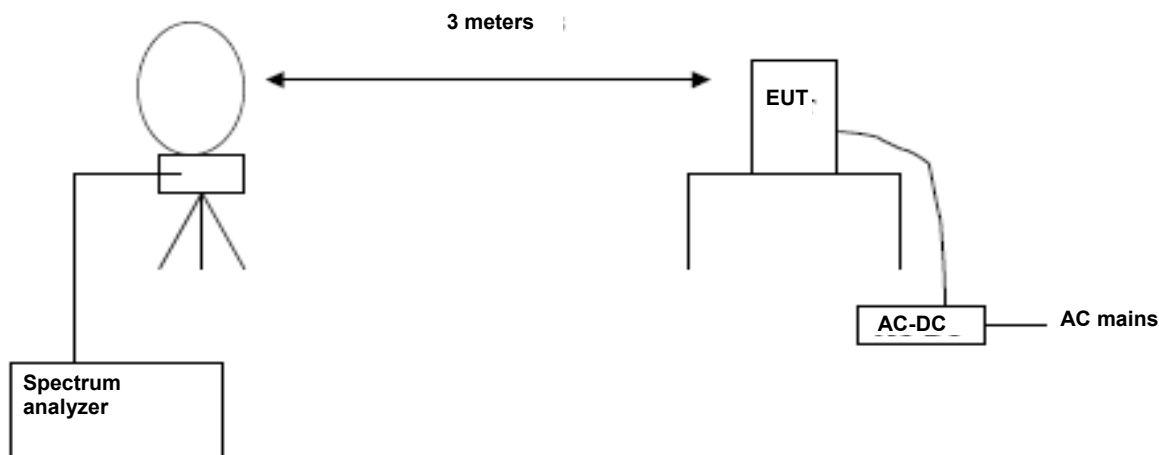 3 meters
EUT
AC-DC
AC mains
Spectrum
analyzer